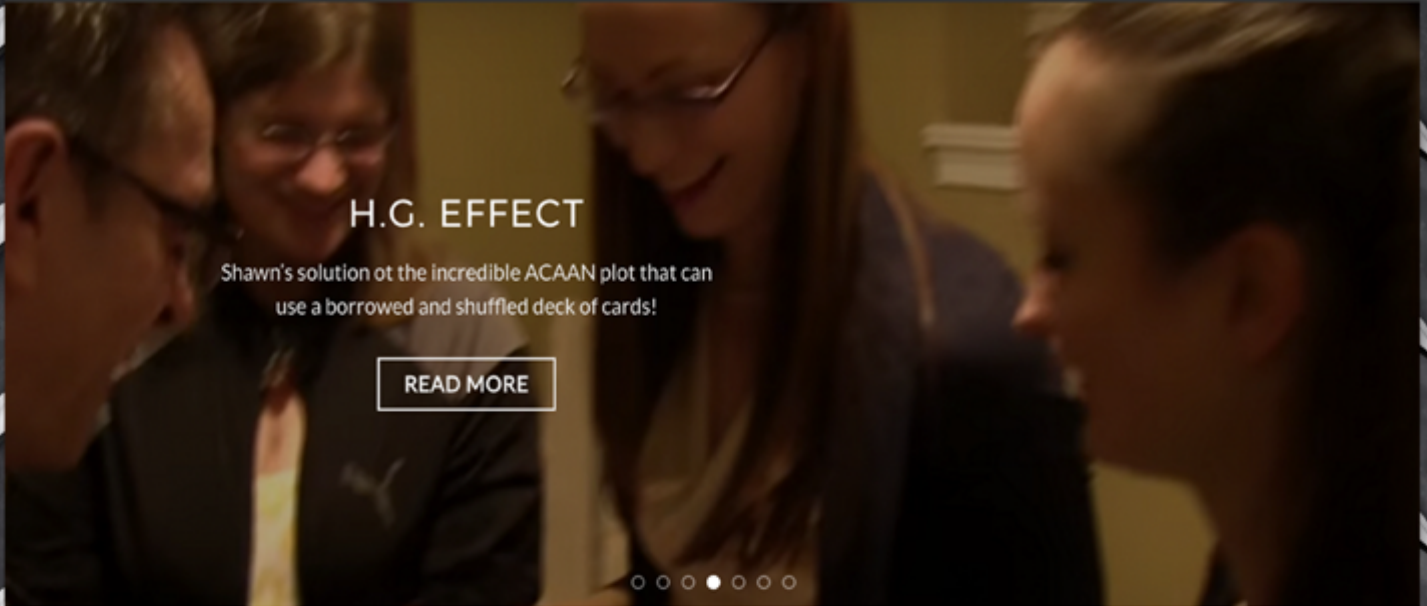 H.G. EFFECT
Shawn's solution ot the incredible ACAAN plot that can
use a borrowed and shuffled deck of cards!
READ MORE